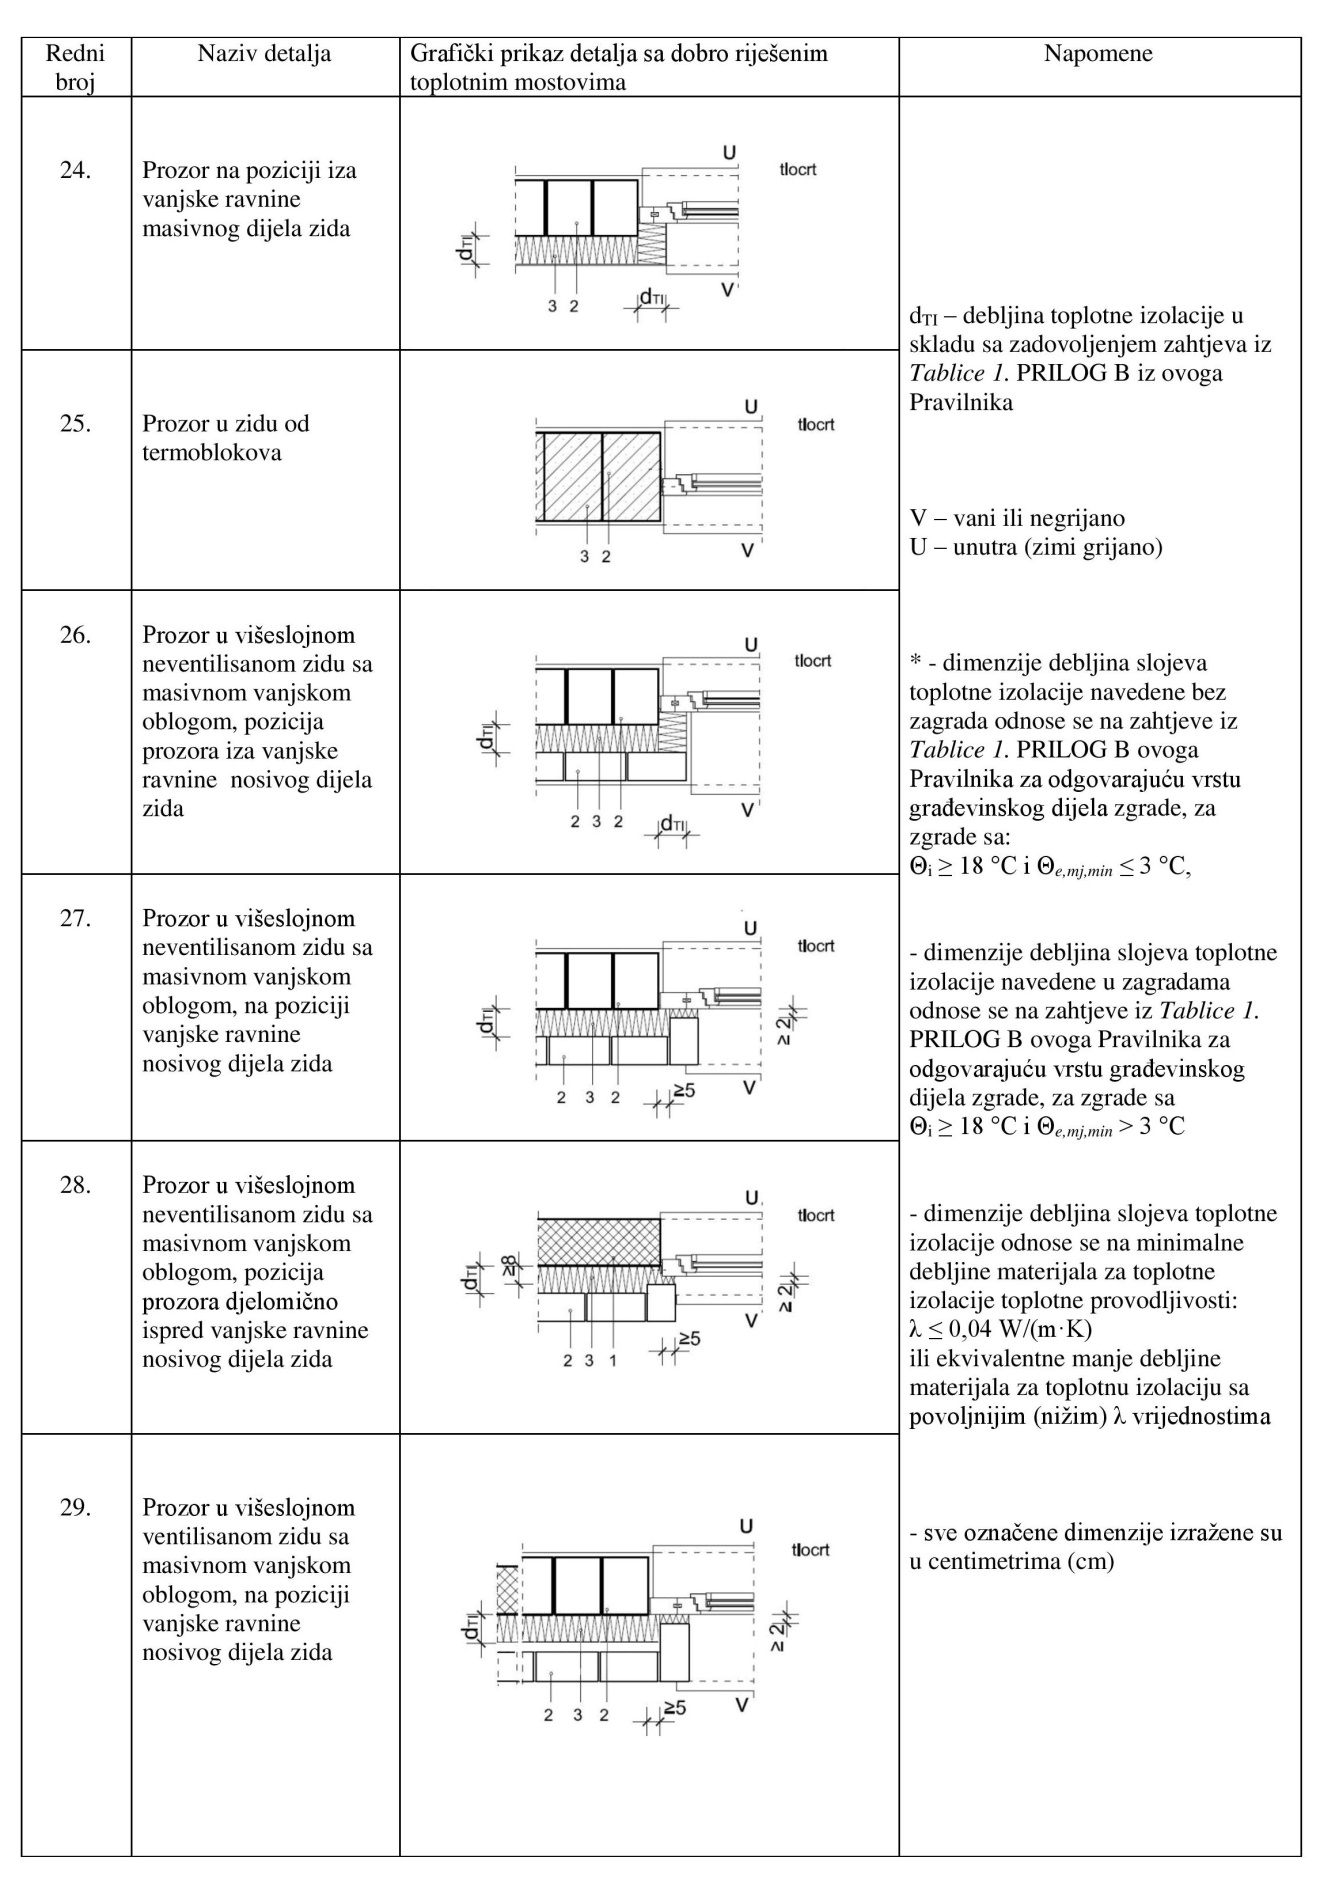 Redni
broj
Naziv detalja
Grafički prikaz detalja sa dobro riješenim
toplotnim mostovima
Napomene
24.
Prozor na poziciji iza
vanjske ravnine
masivnog dijela zida
U
tlocrt
dTI
3 2
dTI
V
25.
Prozor u zidu od
termoblokova
U
tlocrt
3 2
V
26.
Prozor u višeslojnom
neventilisanom zidu sa
masivnom vanjskom
oblogom, pozicija
prozora iza vanjske
ravnine  nosivog dijela
zida
U
tlocrt
dTI
2 3 2
dTI
V
27.
Prozor u višeslojnom
neventilisanom zidu sa
masivnom vanjskom
oblogom, na poziciji
vanjske ravnine
nosivog dijela zida
U
tlocrt
dTI
≥ 2
2 3 2
≥5
V
28.
Prozor u višeslojnom
neventilisanom zidu sa
masivnom vanjskom
oblogom, pozicija
prozora djelomično
ispred vanjske ravnine
nosivog dijela zida
U
tlocrt
dTI
≥8
≥ 2
V
2 3 1
≥5
29.
Prozor u višeslojnom
ventilisanom zidu sa
masivnom vanjskom
oblogom, na poziciji
vanjske ravnine
nosivog dijela zida
U
tlocrt
dTI
≥ 2
2 3 2
≥5
V
dTI – debljina toplotne izolacije u
skladu sa zadovoljenjem zahtjeva iz
Tablice 1. PRILOG B iz ovoga
Pravilnika
V – vani ili negrijano
U – unutra (zimi grijano)
* - dimenzije debljina slojeva
toplotne izolacije navedene bez
zagrada odnose se na zahtjeve iz
Tablice 1. PRILOG B ovoga
Pravilnika za odgovarajuću vrstu
građevinskog dijela zgrade, za
zgrade sa:
Θi ≥ 18 °C i Θe,mj,min ≤ 3 °C,
- dimenzije debljina slojeva toplotne
izolacije navedene u zagradama
odnose se na zahtjeve iz Tablice 1.
PRILOG B ovoga Pravilnika za
odgovarajuću vrstu građevinskog
dijela zgrade, za zgrade sa
Θi ≥ 18 °C i Θe,mj,min > 3 °C
- dimenzije debljina slojeva toplotne
izolacije odnose se na minimalne
debljine materijala za toplotne
izolacije toplotne provodljivosti:
λ ≤ 0,04 W/(m·K)
ili ekvivalentne manje debljine
materijala za toplotnu izolaciju sa
povoljnijim (nižim) λ vrijednostima
- sve označene dimenzije izražene su
u centimetrima (cm)